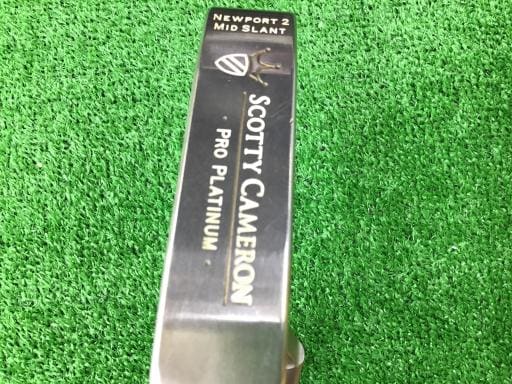 NEWPORT 2
MID SLANT
SCOTTY CAMERON
· PRO PLATINUM ·